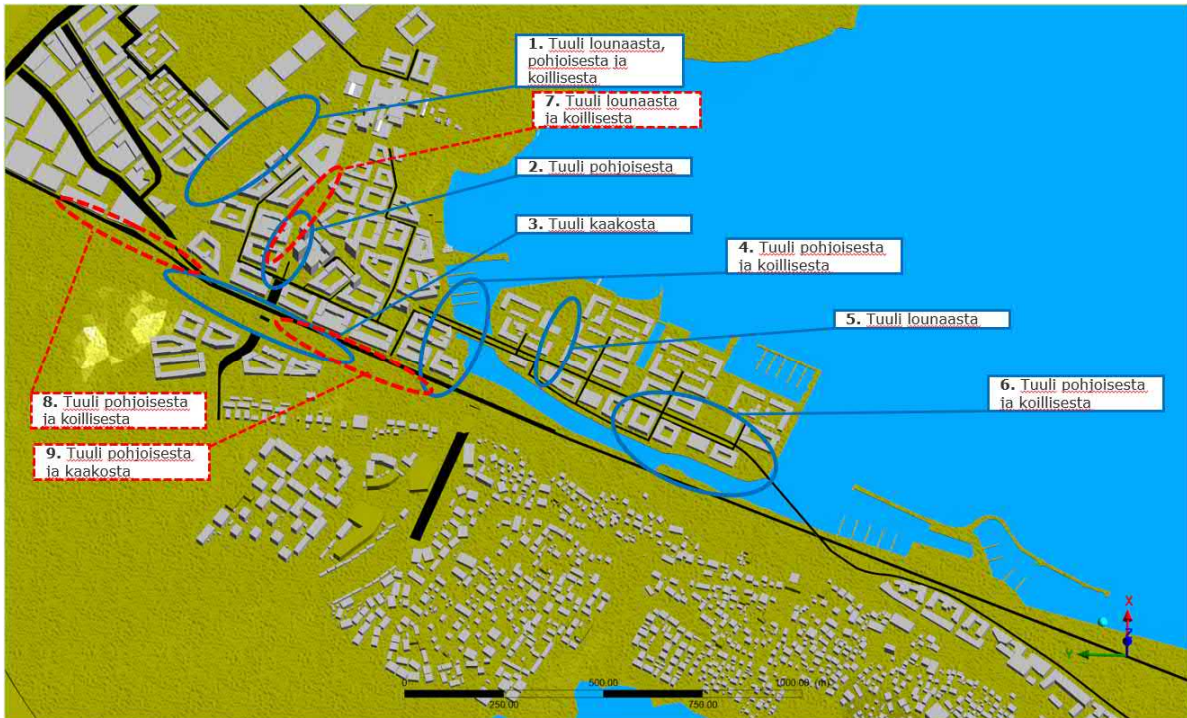 1. Tuuli lounaasta,
pohjoisesta ja
koillisesta
7. Tuuli lounaasta
ja koillisesta
2. Tuuli pohjoisesta
3. Tuuli kaakosta
4. Tuuli pohjoisesta
ja koillisesta
5. Tuuli lounaasta
6. Tuuli pohjoisesta
ja koillisesta
8. Tuuli pohjoisesta
ja koillisesta
9. Tuuli pohjoisesta
ja kaakosta
X
Z
Y
0. 500.00 1000.00 (m)
250.00 750.00